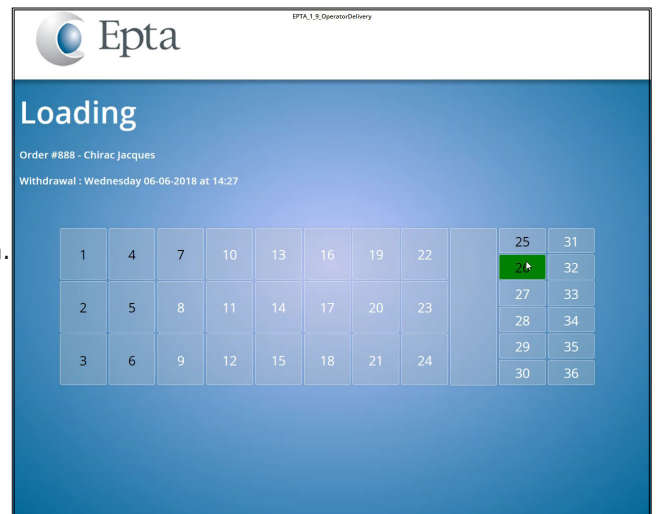 EPTA_1_9_OperatorDelivery
Epta
Loading
Order #888 - Chirac Jacques
Withdrawal : Wednesday 06-06-2018 at 14:27
1 4 7 10 13 16 19 22 25 31
26 32
2 5 8 11 14 17 20 23 27 33
28 34
3 6 9 12 15 18 21 24 29 35
30 36